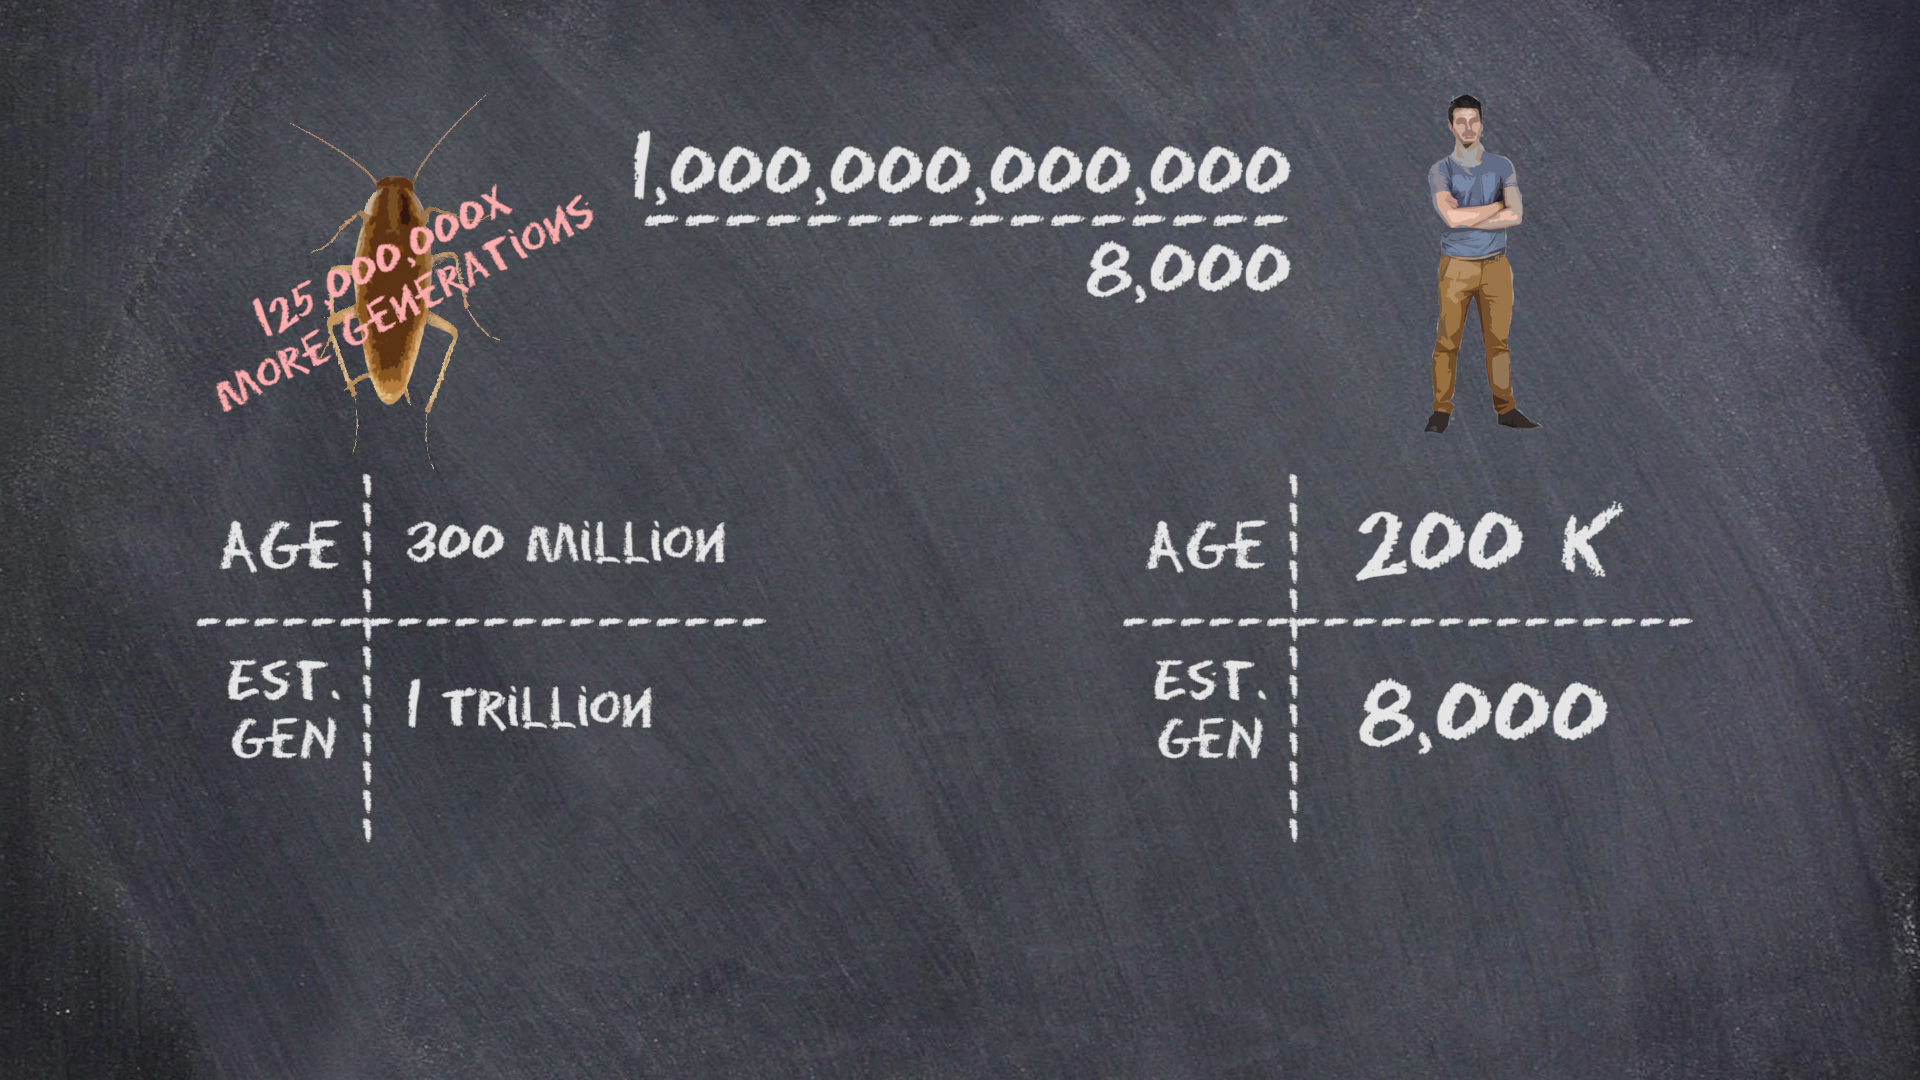 1,000,000,000,000
8,000
125,000,000X
MORE GENERATIONS
AGE
300 MILLION
EST.
GEN
1 TRILLION
AGE
200 K
EST.
GEN
8,000